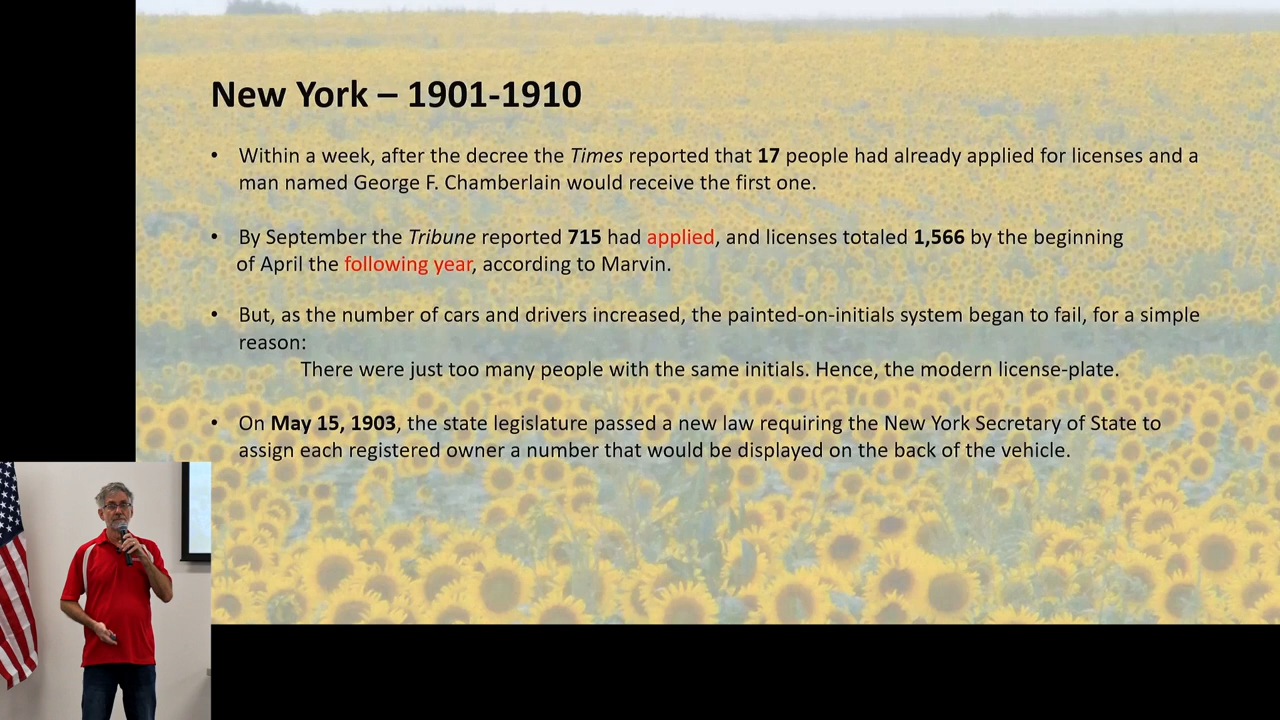 New York – 1901-1910
• Within a week, after the decree the Times reported that 17 people had already applied for licenses and a
man named George F. Chamberlain would receive the first one.
• By September the Tribune reported 715 had applied, and licenses totaled 1,566 by the beginning
of April the following year, according to Marvin.
• But, as the number of cars and drivers increased, the painted-on-initials system began to fail, for a simple
reason:
There were just too many people with the same initials. Hence, the modern license-plate.
• On May 15, 1903, the state legislature passed a new law requiring the New York Secretary of State to
assign each registered owner a number that would be displayed on the back of the vehicle.